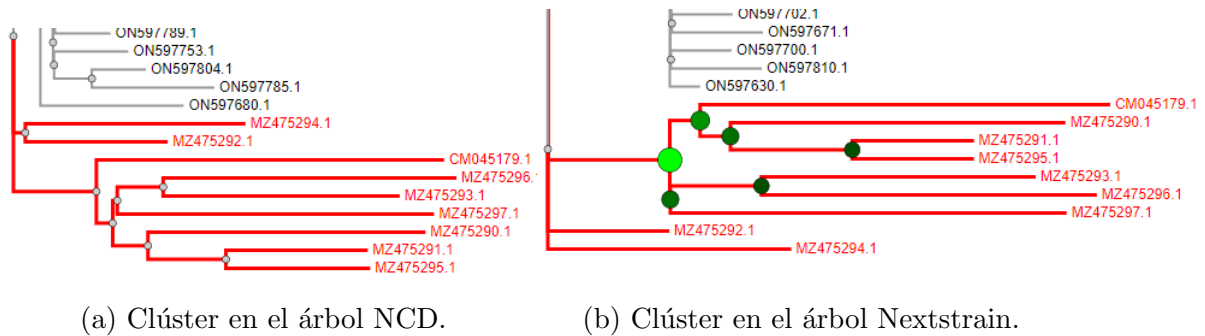 ON597789.1
ON597753.1
ON597804.1
ON597785.1
ON597680.1
MZ475294.1
MZ475292.1
CM045179.1
MZ475296.1
MZ475293.1
MZ475297.1
MZ475290.1
MZ475291.1
MZ475295.1
(a) Clúster en el árbol NCD.
ON597702.1
ON597671.1
ON597700.1
ON597810.1
ON597630.1
CM045179.1
MZ475290.1
MZ475291.1
MZ475295.1
MZ475293.1
MZ475296.1
MZ475297.1
MZ475292.1
MZ475294.1
(b) Clúster en el árbol Nextstrain.